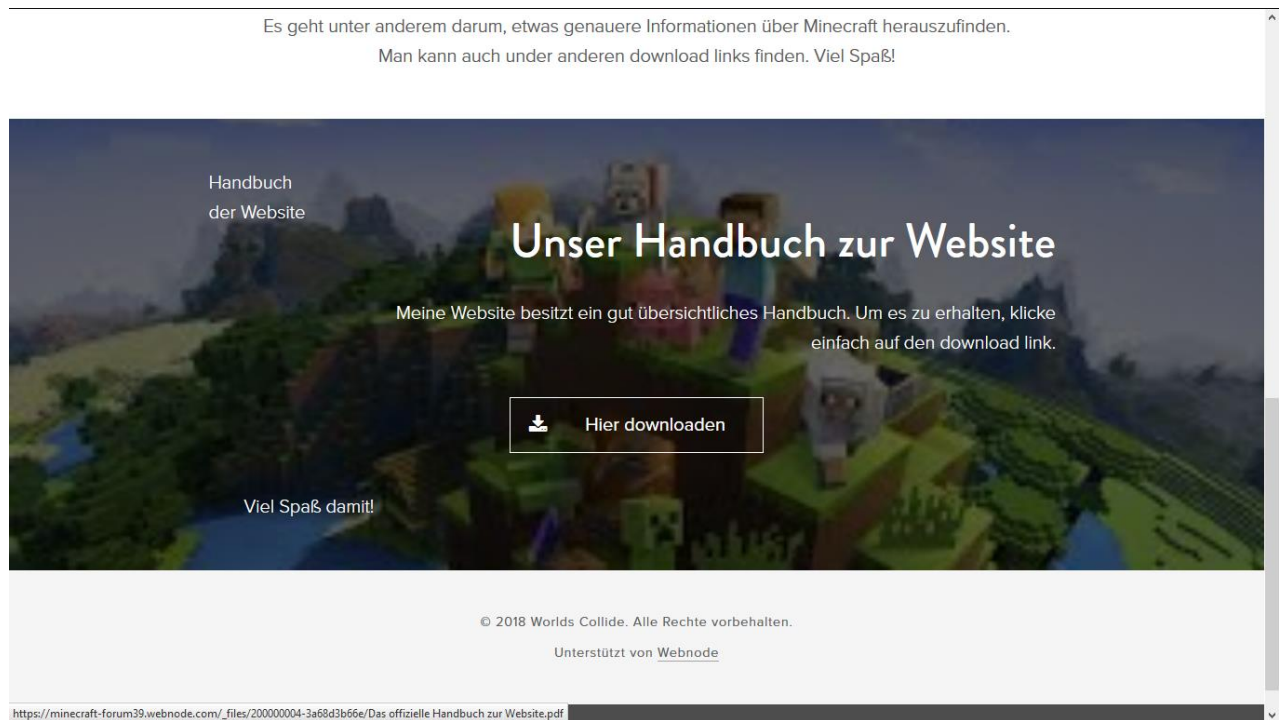 Es geht unter anderem darum, etwas genauere Informationen über Minecraft herauszufinden.
Man kann auch under anderen download links finden. Viel Spaß!
Handbuch
der Website
Unser Handbuch zur Website
Meine Website besitzt ein gut übersichtliches Handbuch. Um es zu erhalten, klicke
einfach auf den download link.
Hier downloaden
Viel Spaß damit!
© 2018 Worlds Collide. Alle Rechte vorbehalten.
Unterstützt von Webnode
https://minecraft-forum39.webnode.com/_files/200000004-3a68d3b66e/Das offizielle Handbuch zur Website.pdf